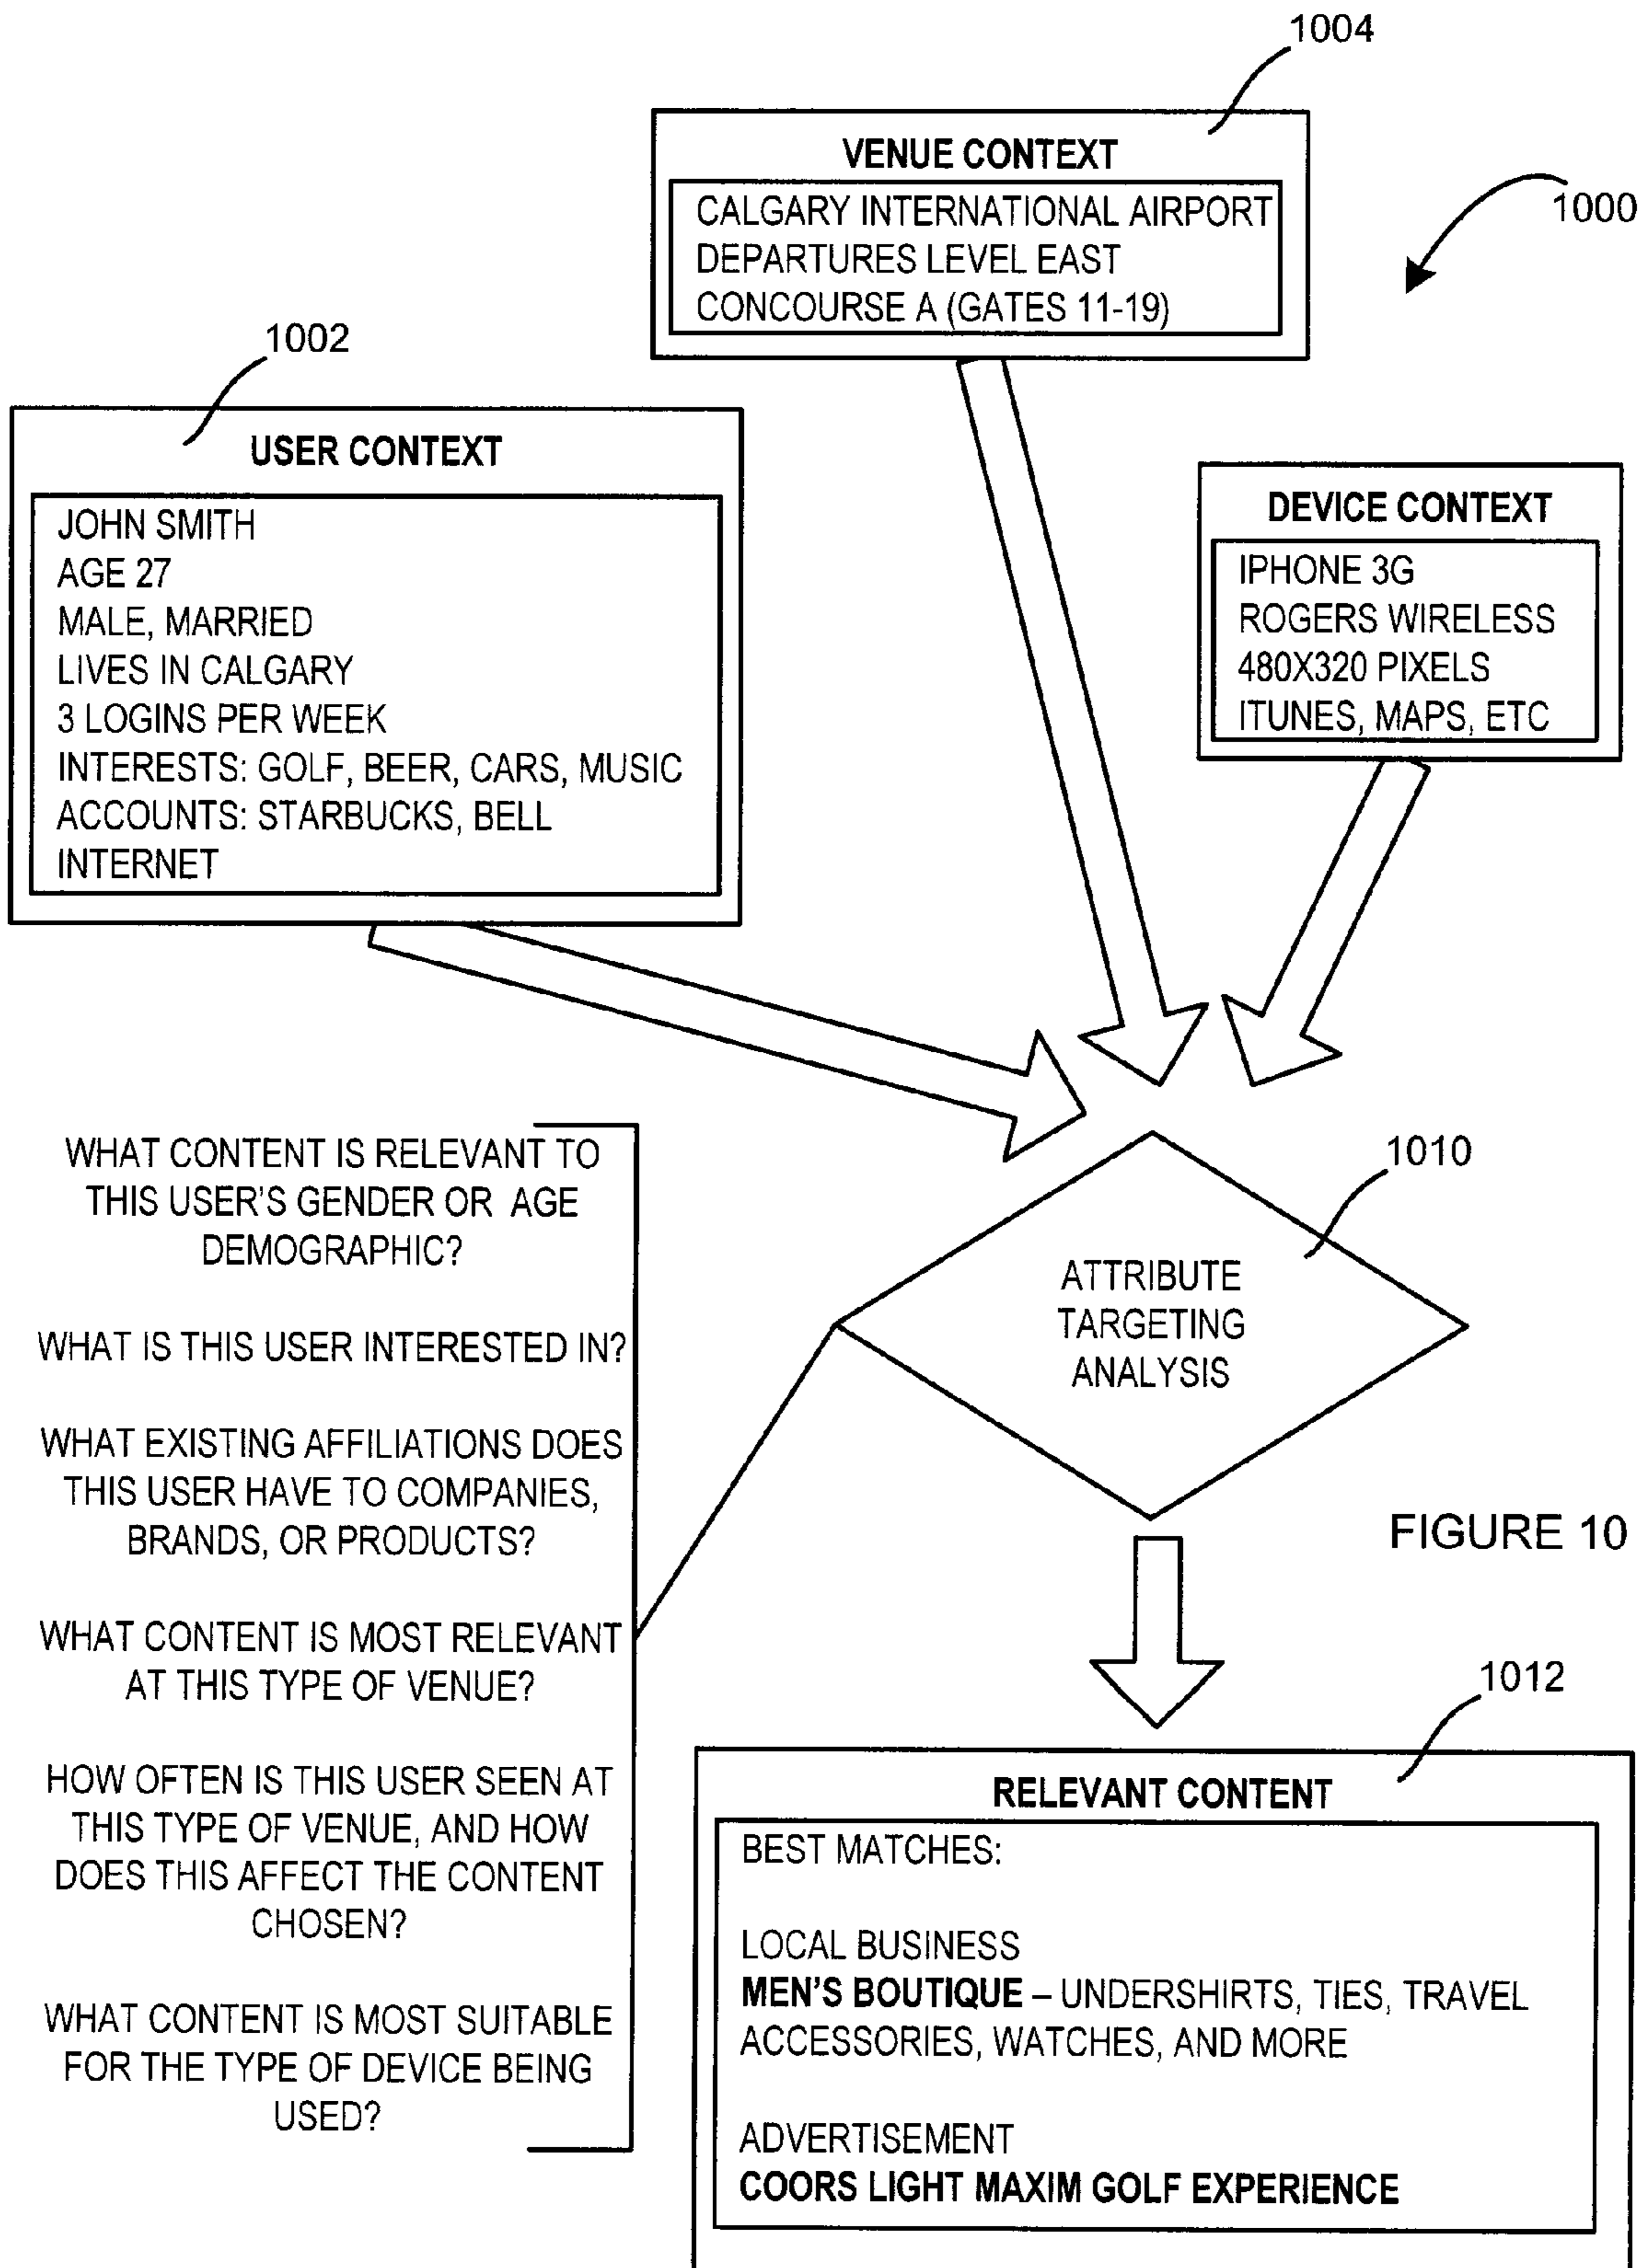 1004
VENUE CONTEXT
CALGARY INTERNATIONAL AIRPORT
DEPARTURES LEVEL EAST
CONCOURSE A (GATES 11-19)
1000
1002
USER CONTEXT
JOHN SMITH
AGE 27
MALE, MARRIED
LIVES IN CALGARY
3 LOGINS PER WEEK
INTERESTS: GOLF, BEER, CARS, MUSIC
ACCOUNTS: STARBUCKS, BELL
INTERNET
DEVICE CONTEXT
IPHONE 3G
ROGERS WIRELESS
480X320 PIXELS
ITUNES, MAPS, ETC
WHAT CONTENT IS RELEVANT TO
THIS USER'S GENDER OR AGE
DEMOGRAPHIC?
WHAT IS THIS USER INTERESTED IN?
WHAT EXISTING AFFILIATIONS DOES
THIS USER HAVE TO COMPANIES,
BRANDS, OR PRODUCTS?
WHAT CONTENT IS MOST RELEVANT
AT THIS TYPE OF VENUE?
HOW OFTEN IS THIS USER SEEN AT
THIS TYPE OF VENUE, AND HOW
DOES THIS AFFECT THE CONTENT
CHOSEN?
WHAT CONTENT IS MOST SUITABLE
FOR THE TYPE OF DEVICE BEING
USED?
1010
ATTRIBUTE
TARGETING
ANALYSIS
FIGURE 10
1012
RELEVANT CONTENT
BEST MATCHES:
LOCAL BUSINESS
MEN'S BOUTIQUE – UNDERSHIRTS, TIES, TRAVEL
ACCESSORIES, WATCHES, AND MORE
ADVERTISEMENT
COORS LIGHT MAXIM GOLF EXPERIENCE